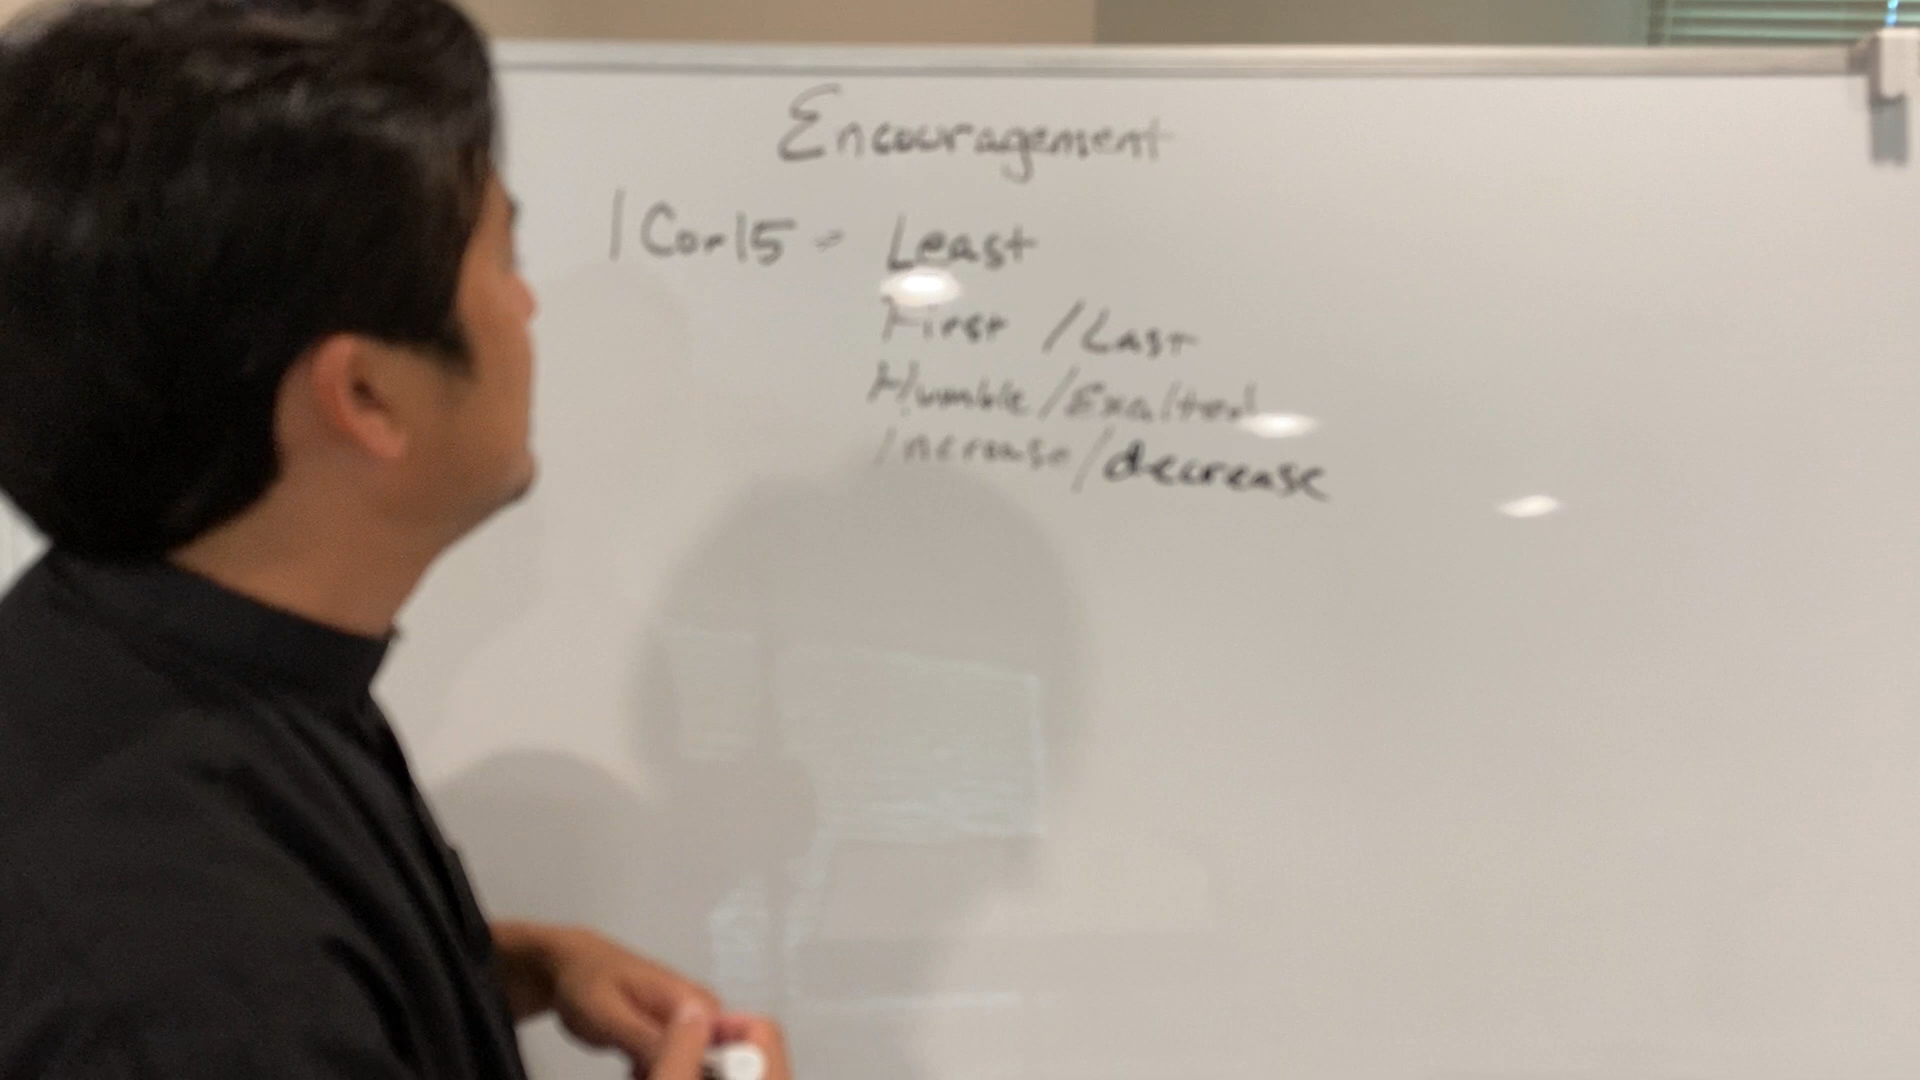 Encouragement
1 Cor 15 - Least
First / Last
Humble / Exalted
Increase / decrease